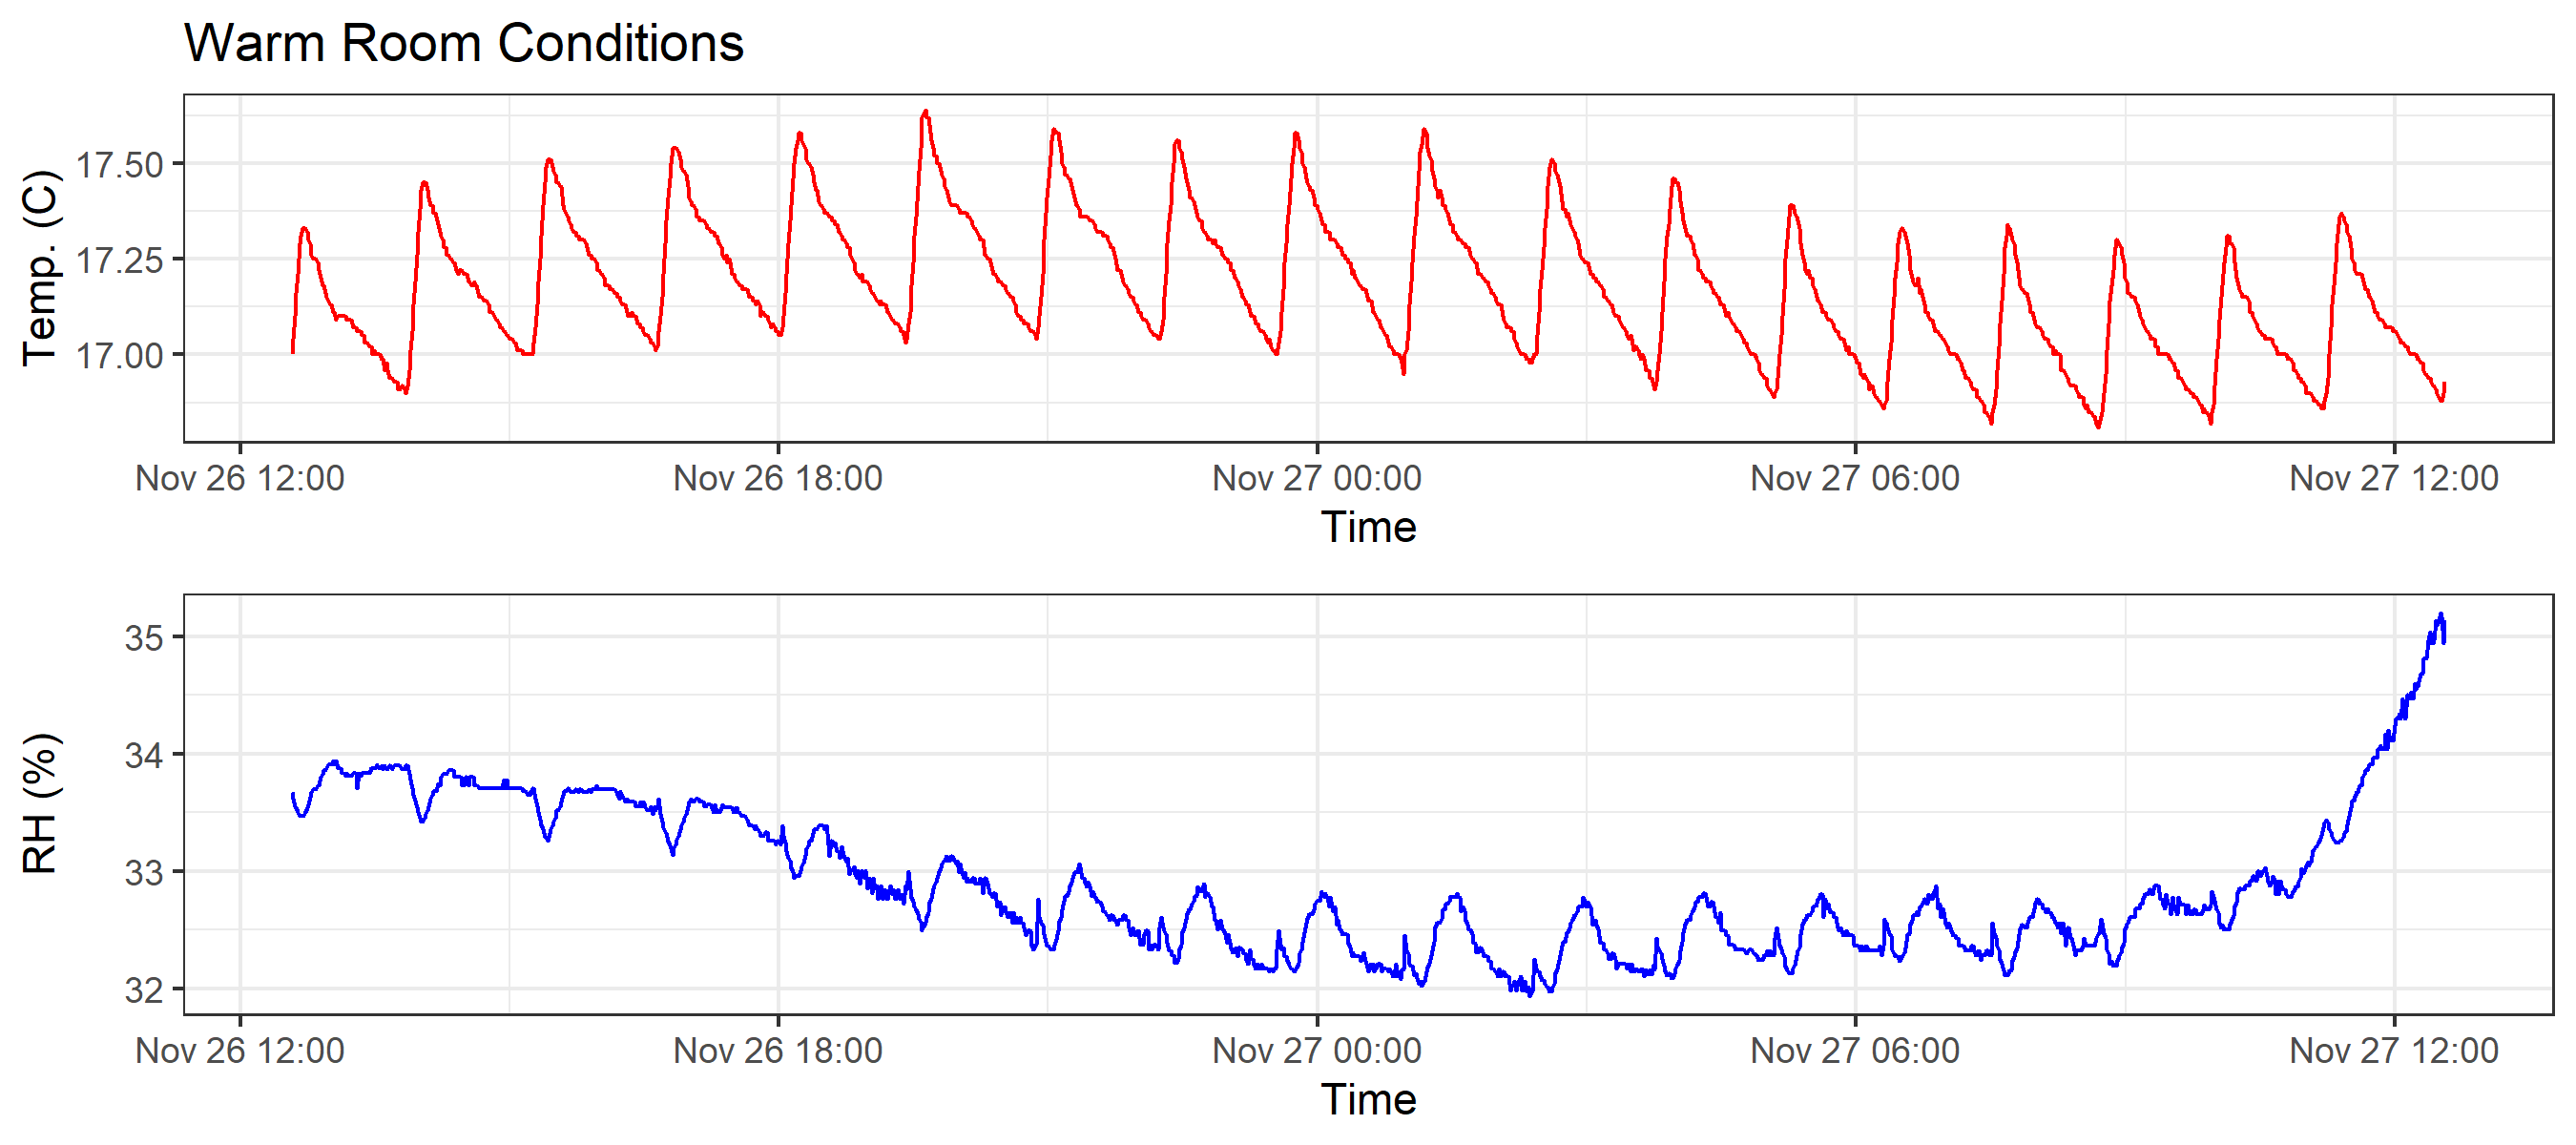 Warm Room Conditions
Temp. (C)
17.50
17.25
17.00
Nov 26 12:00 Nov 26 18:00 Nov 27 00:00 Nov 27 06:00 Nov 27 12:00
Time
RH (%)
35
34
33
32
Nov 26 12:00 Nov 26 18:00 Nov 27 00:00 Nov 27 06:00 Nov 27 12:00
Time